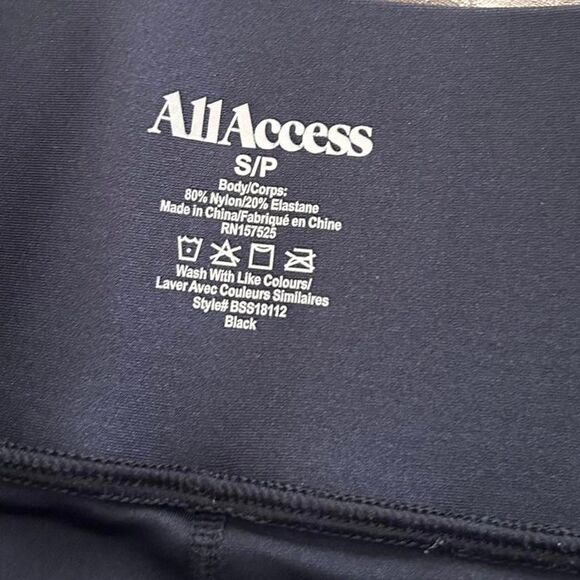 AllAccess
S/P
Body/Corps:
80% Nylon/20% Elastane
Made in China/Fabriqué en Chine
RN157525
Wash With Like Colours/
Laver Avec Couleurs Similaires
Style# BSS18112
Black